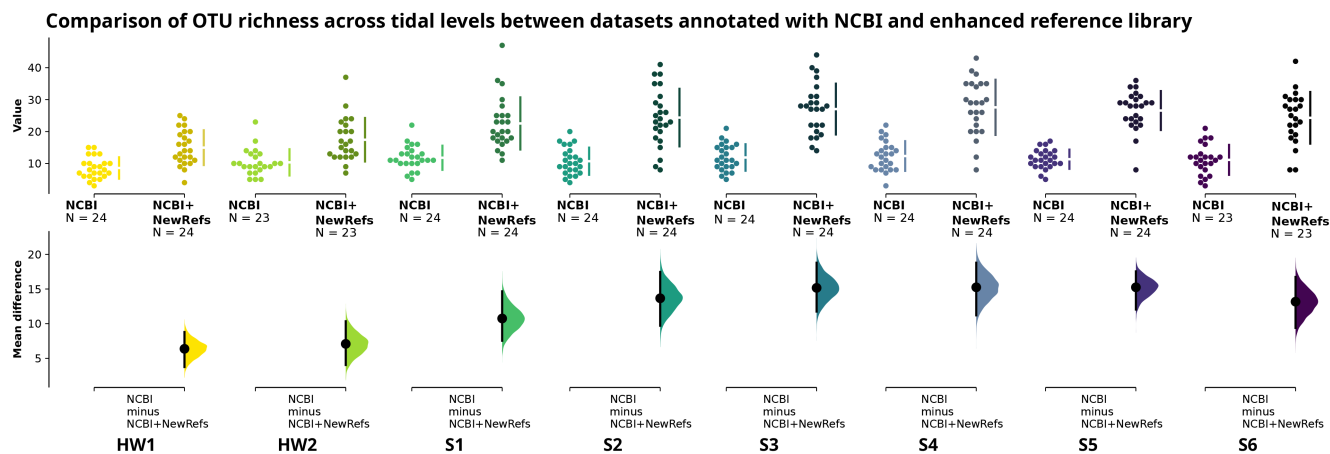 Comparison of OTU richness across tidal levels between datasets annotated with NCBI and enhanced reference library
Value
40
30
20
10
NCBI
N = 24
NCBI+
NewRefs
N = 24
NCBI
N = 23
NCBI+
NewRefs
N = 23
NCBI
N = 24
NCBI+
NewRefs
N = 24
NCBI
N = 24
NCBI+
NewRefs
N = 24
NCBI
N = 24
NCBI+
NewRefs
N = 24
NCBI
N = 24
NCBI+
NewRefs
N = 24
NCBI
N = 24
NCBI+
NewRefs
N = 24
NCBI
N = 23
NCBI+
NewRefs
N = 23
Mean difference
20
15
10
5
NCBI
minus
NCBI+NewRefs
NCBI
minus
NCBI+NewRefs
NCBI
minus
NCBI+NewRefs
NCBI
minus
NCBI+NewRefs
NCBI
minus
NCBI+NewRefs
NCBI
minus
NCBI+NewRefs
NCBI
minus
NCBI+NewRefs
NCBI
minus
NCBI+NewRefs
HW1 HW2 S1 S2 S3 S4 S5 S6